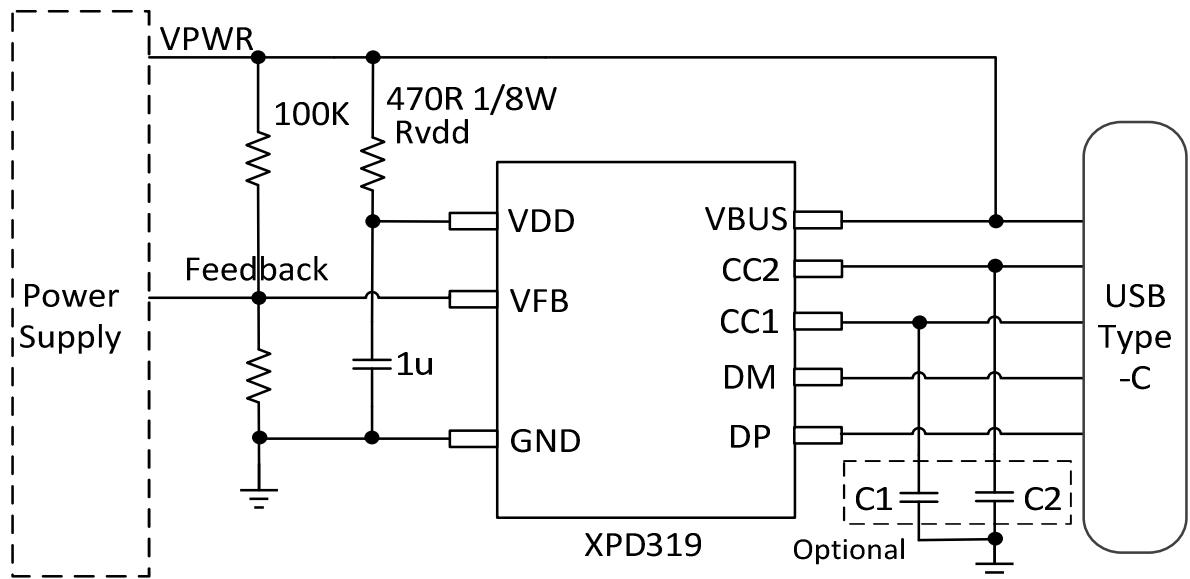 VPWR
100K
470R 1/8W
Rvdd
VDD
VBUS
Feedback
CC2
Power
Supply
VFB
CC1
USB
Type
-C
1u
DM
GND
DP
C1
C2
XPD319
Optional